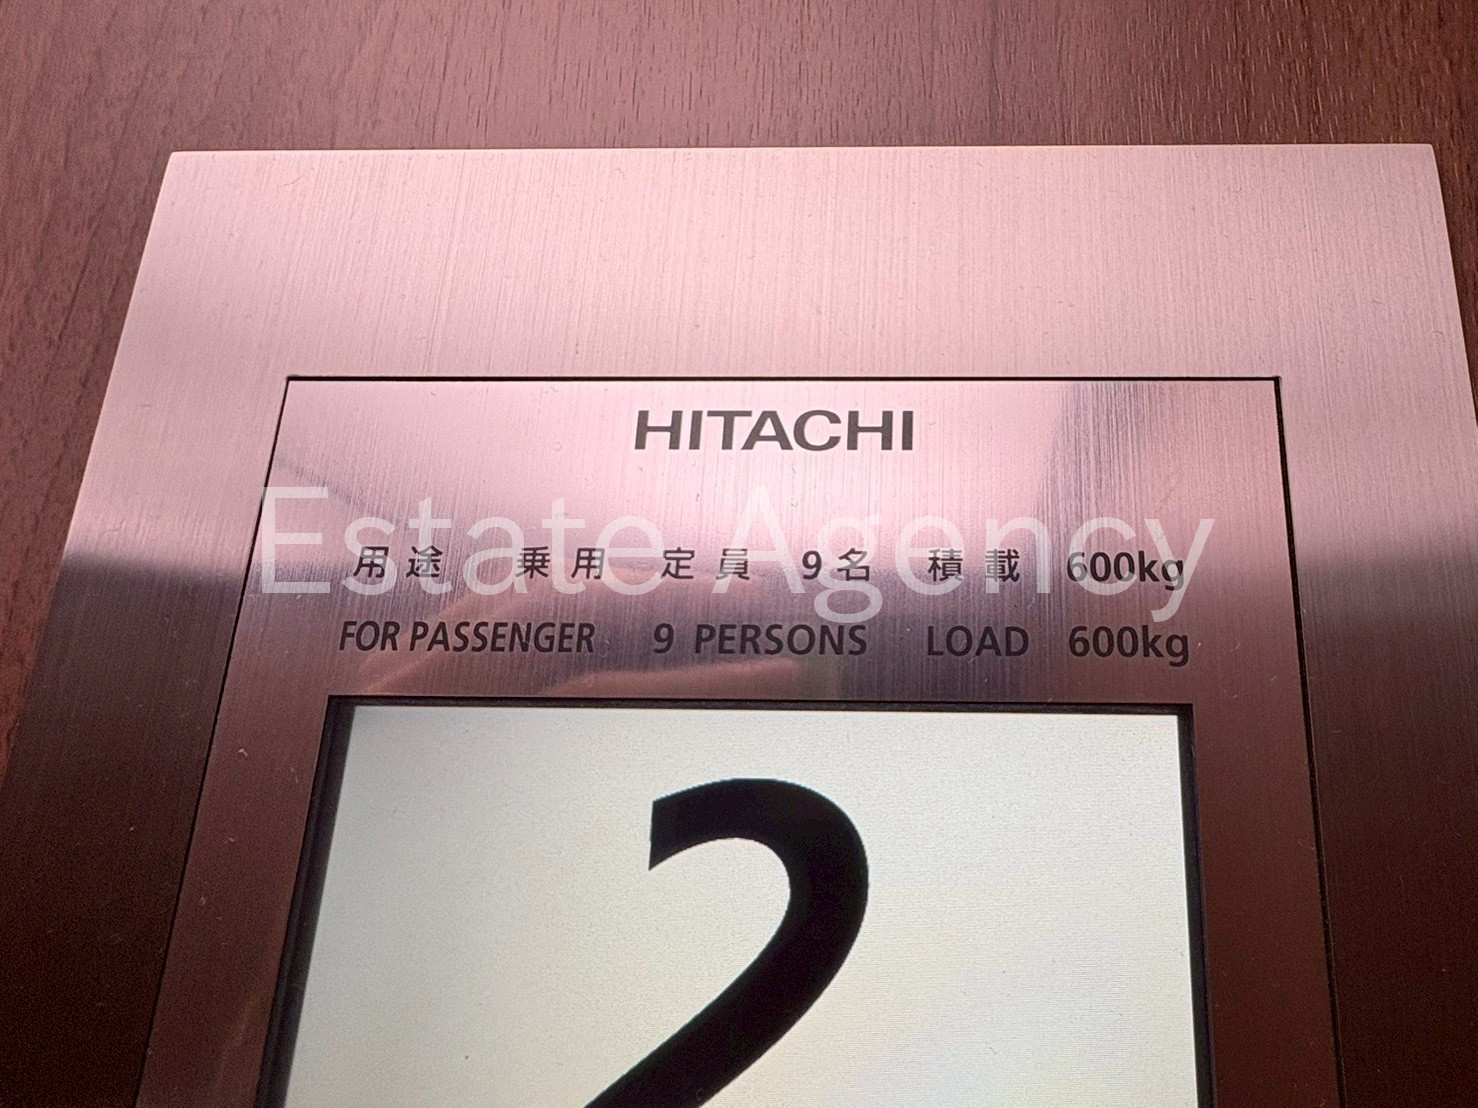 HITACHI
Estate Agency
用途 乗用 定員 9名 積載 600kg
FOR PASSENGER 9 PERSONS LOAD 600kg
2